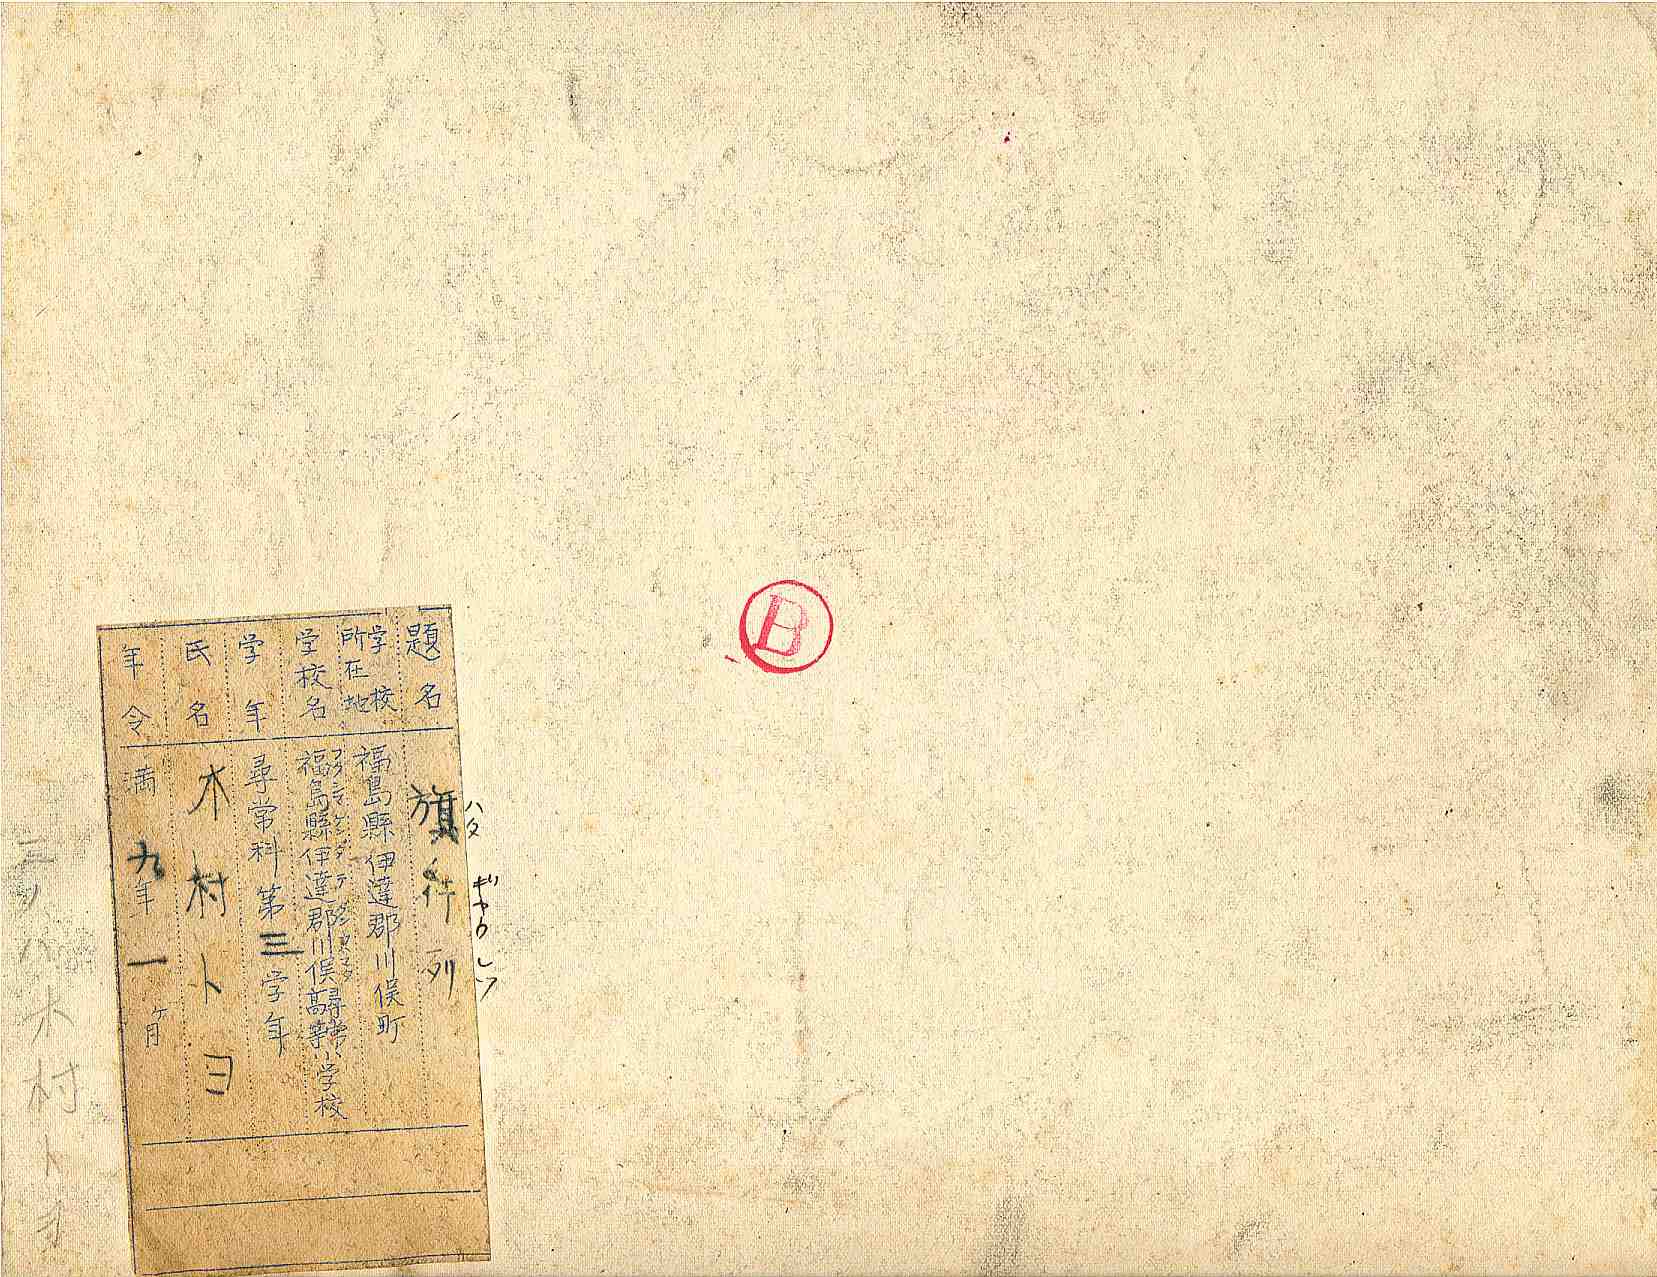 題名
旗行列
ハタ ギヤウレツ
学校所在地
福島縣伊達郡川俣町
学校名
福島縣伊達郡川俣尋常高等小学校
フクシマケンダテグンカワマタ
学年
尋常科第三学年
氏名
木村トヨ
年令
満九年一ヶ月
三ノハ 木村トヨ
B